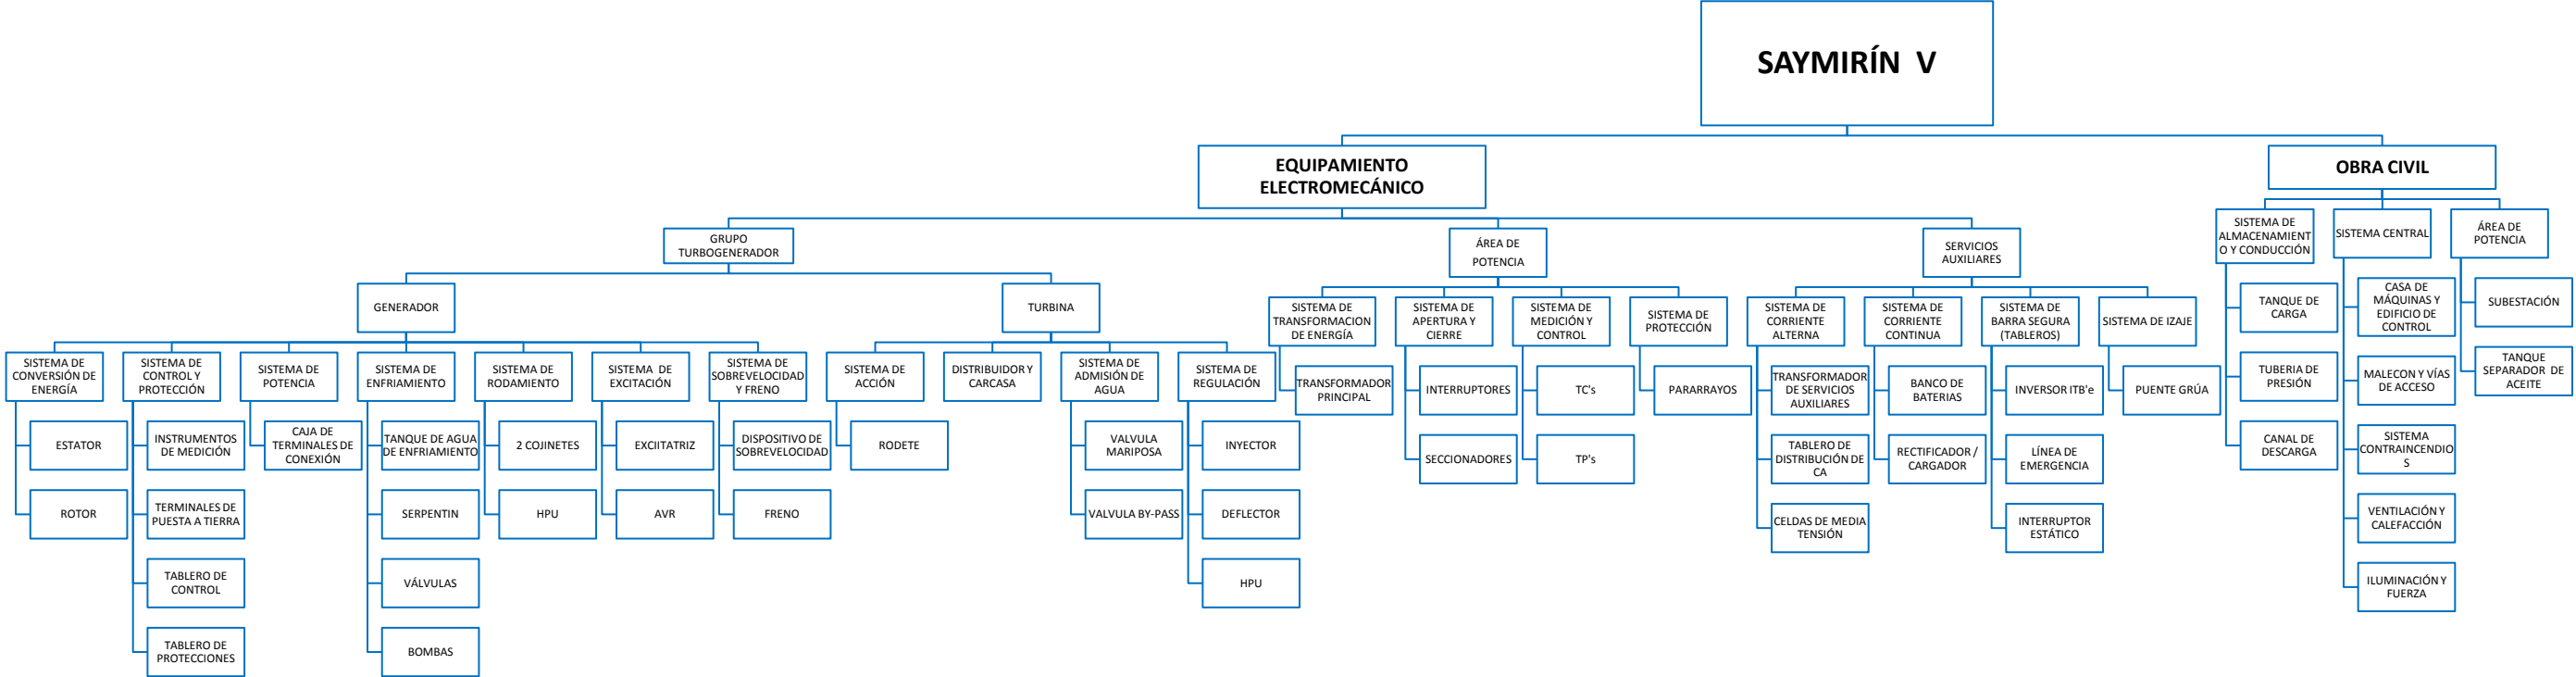 SAYMIRÍN V
EQUIPAMIENTO
ELECTROMECÁNICO
OBRA CIVIL
GRUPO
TURBOGENERADOR
ÁREA DE
POTENCIA
SERVICIOS
AUXILIARES
SISTEMA DE
ALMACENAMIENT
O Y CONDUCCIÓN
SISTEMA CENTRAL
ÁREA DE
POTENCIA
GENERADOR
TURBINA
SISTEMA DE
TRANSFORMACION
DE ENERGÍA
SISTEMA DE
APERTURA Y
CIERRE
SISTEMA DE
MEDICIÓN Y
CONTROL
SISTEMA DE
PROTECCIÓN
SISTEMA DE
CORRIENTE
ALTERNA
SISTEMA DE
CORRIENTE
CONTINUA
SISTEMA DE
BARRA SEGURA
(TABLEROS)
SISTEMA DE IZAJE
TANQUE DE
CARGA
CASA DE
MÁQUINAS Y
EDIFICIO DE
CONTROL
SUBESTACIÓN
SISTEMA DE
CONVERSIÓN DE
ENERGÍA
SISTEMA DE
CONTROL Y
PROTECCIÓN
SISTEMA DE
POTENCIA
SISTEMA DE
ENFRIAMIENTO
SISTEMA DE
RODAMIENTO
SISTEMA DE
EXCITACIÓN
SISTEMA DE
SOBREVELOCIDAD
Y FRENO
SISTEMA DE
ACCIÓN
DISTRIBUIDOR Y
CARCASA
SISTEMA DE
ADMISIÓN DE
AGUA
SISTEMA DE
REGULACIÓN
TRANSFORMADOR
PRINCIPAL
INTERRUPTORES
TC's
PARARRAYOS
TRANSFORMADOR
DE SERVICIOS
AUXILIARES
BANCO DE
BATERIAS
INVERSOR ITB'e
PUENTE GRÚA
TUBERIA DE
PRESIÓN
MALECON Y VÍAS
DE ACCESO
TANQUE
SEPARADOR DE
ACEITE
ESTATOR
INSTRUMENTOS
DE MEDICIÓN
CAJA DE
TERMINALES DE
CONEXIÓN
TANQUE DE AGUA
DE ENFRIAMIENTO
2 COJINETES
EXCIITATRIZ
DISPOSITIVO DE
SOBREVELOCIDAD
RODETE
VALVULA
MARIPOSA
INYECTOR
SECCIONADORES
TP's
TABLERO DE
DISTRIBUCIÓN DE
CA
RECTIFICADOR /
CARGADOR
LÍNEA DE
EMERGENCIA
CANAL DE
DESCARGA
SISTEMA
CONTRAINCENDIO
S
ROTOR
TERMINALES DE
PUESTA A TIERRA
SERPENTIN
HPU
AVR
FRENO
VALVULA BY-PASS
DEFLECTOR
CELDAS DE MEDIA
TENSIÓN
INTERRUPTOR
ESTÁTICO
VENTILACIÓN Y
CALEFACCIÓN
TABLERO DE
CONTROL
VÁLVULAS
HPU
ILUMINACIÓN Y
FUERZA
TABLERO DE
PROTECCIONES
BOMBAS